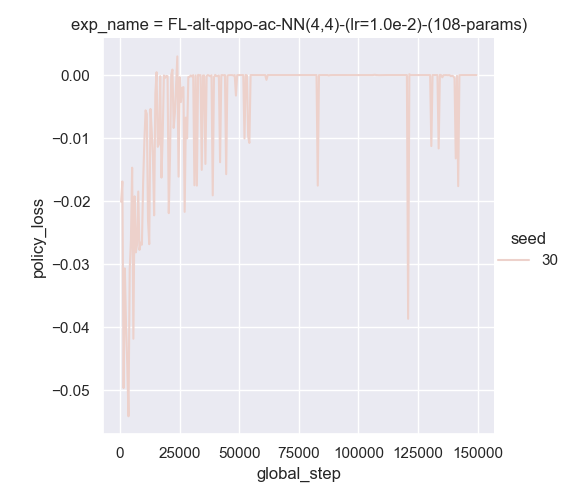 exp_name = FL-alt-qppo-ac-NN(4,4)-(lr=1.0e-2)-(108-params)
0.00
−0.01
−0.02
−0.03
−0.04
−0.05
policy_loss
0 25000 50000 75000 100000 125000 150000
global_step
seed
30